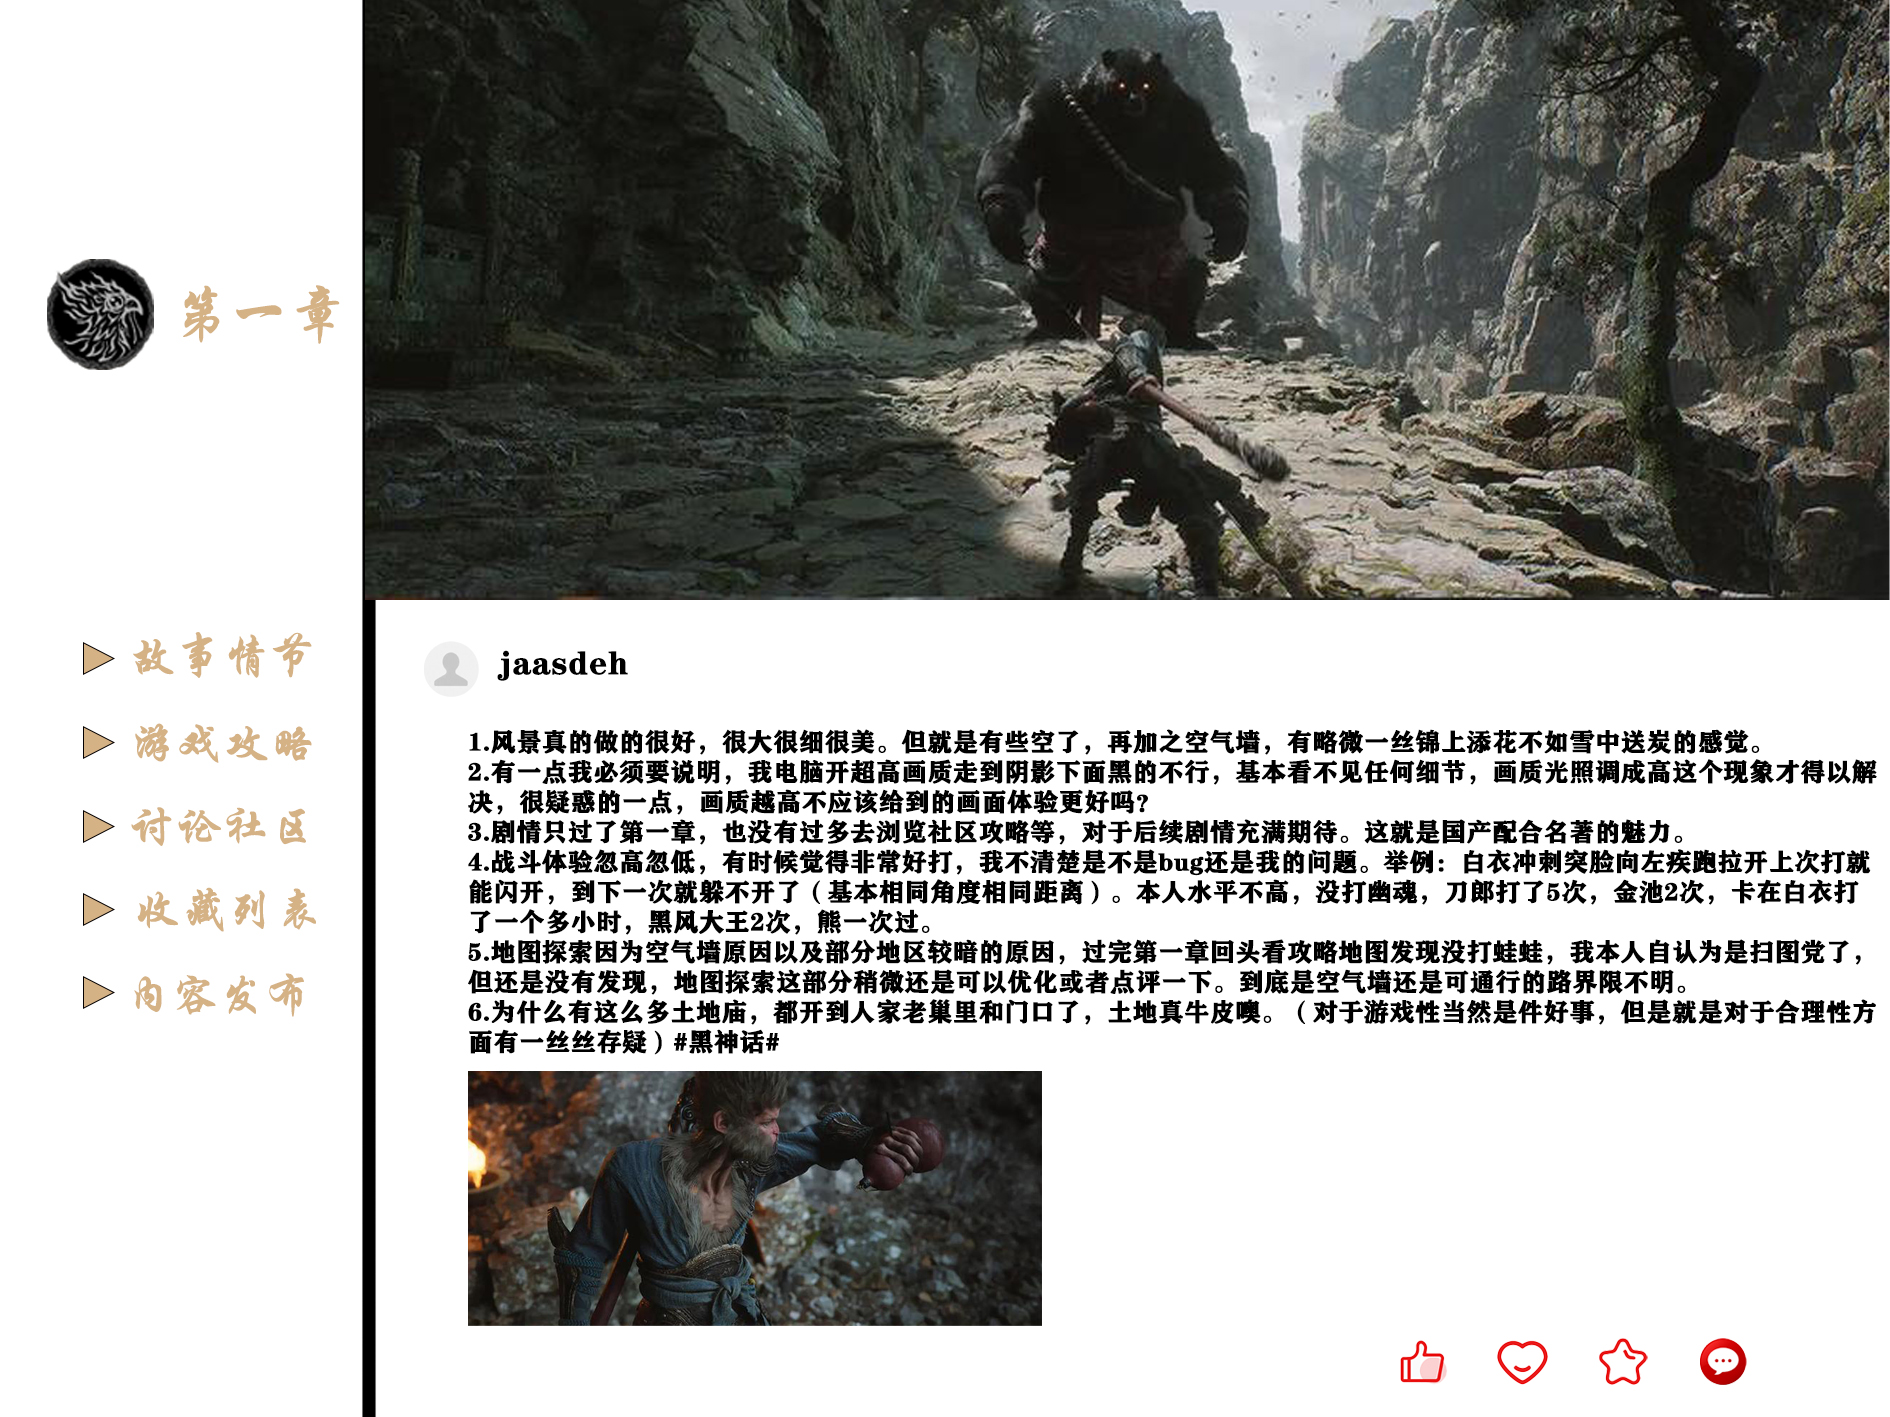 第一章
故事情节
游戏攻略
讨论社区
收藏列表
内容发布
jaasdeh
1.风景真的做的很好，很大很细很美。但就是有些空了，再加之空气墙，有略微一丝锦上添花不如雪中送炭的感觉。
2.有一点我必须要说明，我电脑开超高画质走到阴影下面黑的不行，基本看不见任何细节，画质光照调成高这个现象才得以解
决，很疑惑的一点，画质越高不应该给到的画面体验更好吗?
3.剧情只过了第一章，也没有过多去浏览社区攻略等，对于后续剧情充满期待。这就是国产配合名著的魅力。
4.战斗体验忽高忽低，有时候觉得非常好打，我不清楚是不是bug还是我的问题。举例：白衣冲刺突脸向左疾跑拉开上次打就
能闪开，到下一次就躲不开了（基本相同角度相同距离）。本人水平不高，没打幽魂，刀郎打了5次，金池2次，卡在白衣打
了一个多小时，黑风大王2次，熊一次过。
5.地图探索因为空气墙原因以及部分地区较暗的原因，过完第一章回头看攻略地图发现没打蛙蛙，我本人自认为是扫图党了，
但还是没有发现，地图探索这部分稍微还是可以优化或者点评一下。到底是空气墙还是可通行的路界限不明。
6.为什么有这么多土地庙，都开到人家老巢里和门口了，土地真牛皮噢。（对于游戏性当然是件好事，但是就是对于合理性方
面有一丝丝存疑）#黑神话#